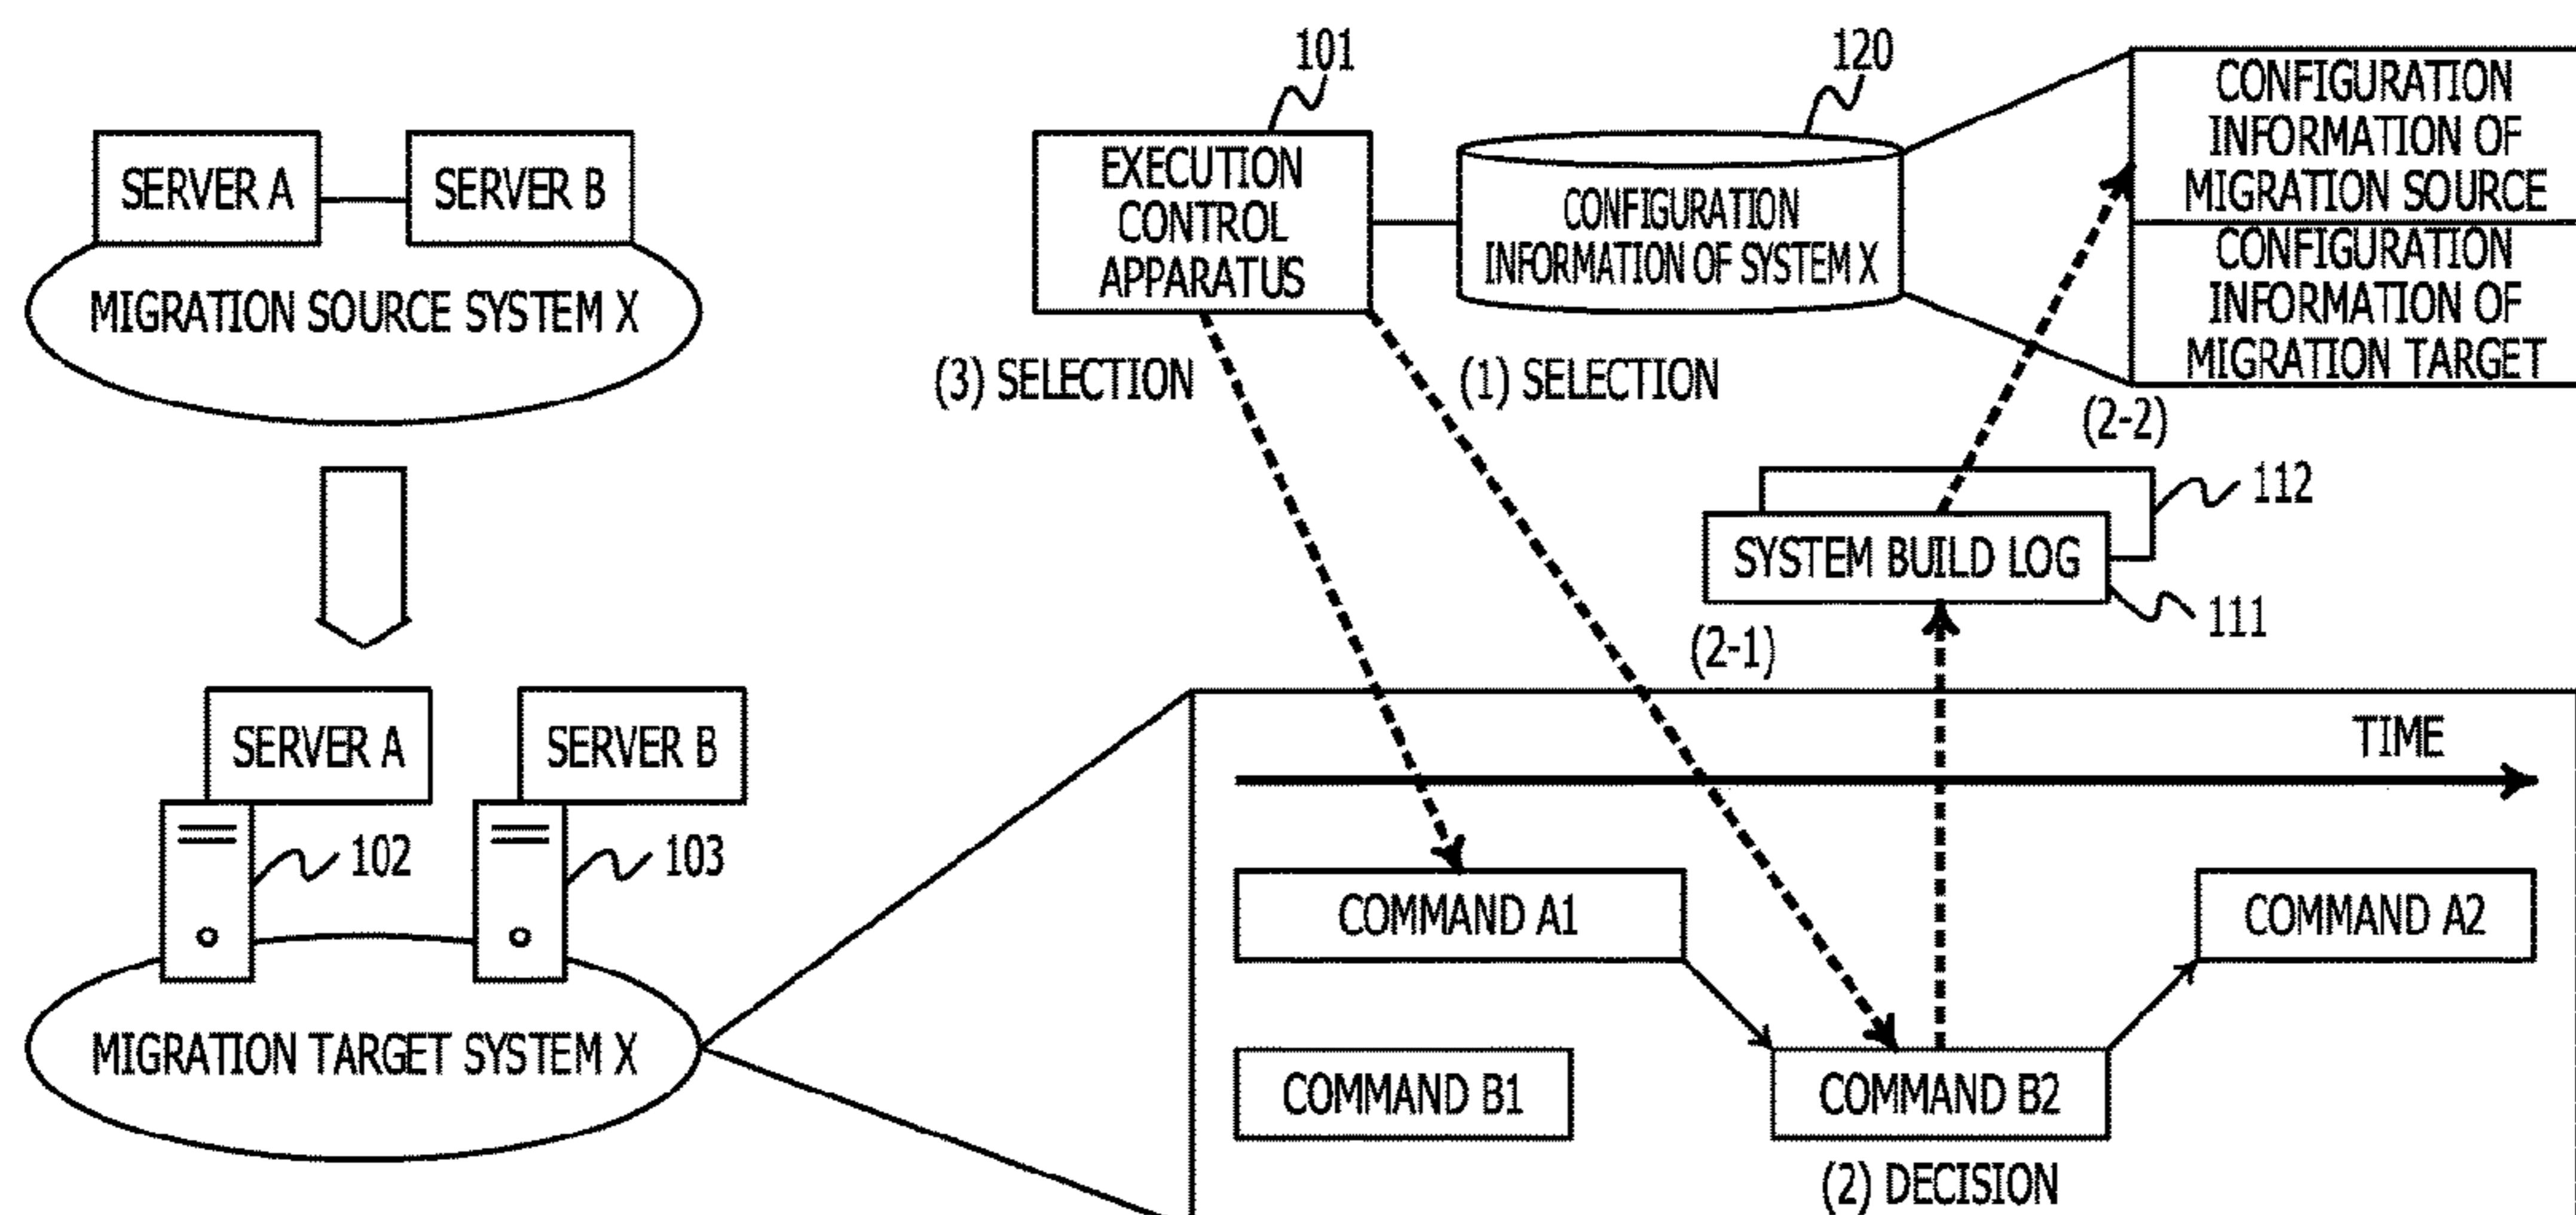 101
120
CONFIGURATION
INFORMATION OF
MIGRATION SOURCE
CONFIGURATION
INFORMATION OF
MIGRATION TARGET
SERVER A
SERVER B
MIGRATION SOURCE SYSTEM X
EXECUTION
CONTROL
APPARATUS
CONFIGURATION
INFORMATION OF SYSTEM X
(3) SELECTION
(1) SELECTION
(2-2)
112
SYSTEM BUILD LOG
111
(2-1)
SERVER A
SERVER B
102
103
MIGRATION TARGET SYSTEM X
TIME
COMMAND A1
COMMAND A2
COMMAND B1
COMMAND B2
(2) DECISION